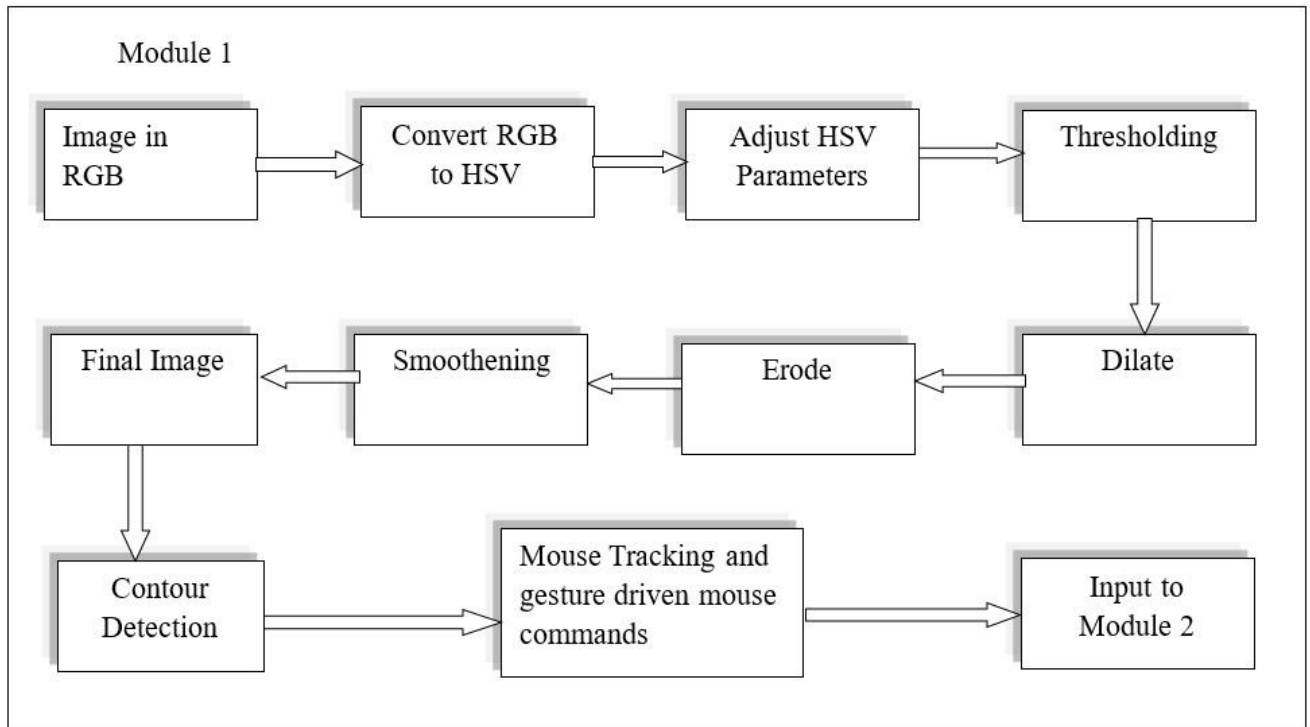 Module 1
Image in
RGB
Convert RGB
to HSV
Adjust HSV
Parameters
Thresholding
Dilate
Erode
Smoothening
Final Image
Contour
Detection
Mouse Tracking and
gesture driven mouse
commands
Input to
Module 2